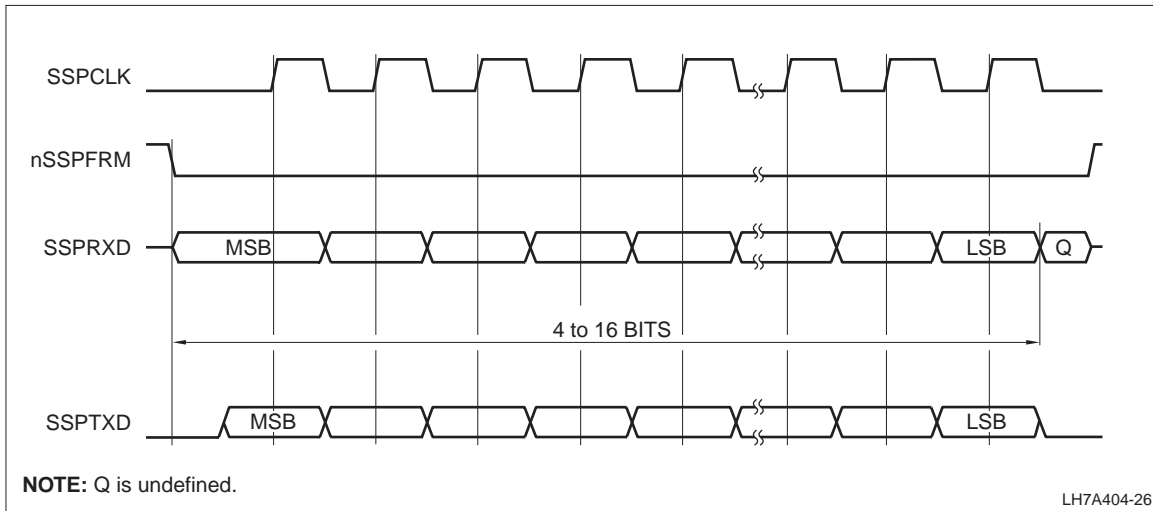 SSPCLK
nSSPFRM
SSPRXD
MSB
LSB
Q
4 to 16 BITS
SSPTXD
MSB
LSB
NOTE: Q is undefined.
LH7A404-26